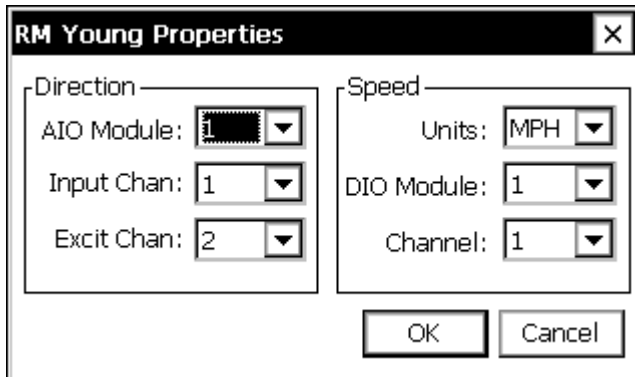 RM Young Properties
Direction
AIO Module: 1
Input Chan: 1
Excit Chan: 2
Speed
Units: MPH
DIO Module: 1
Channel: 1
OK Cancel